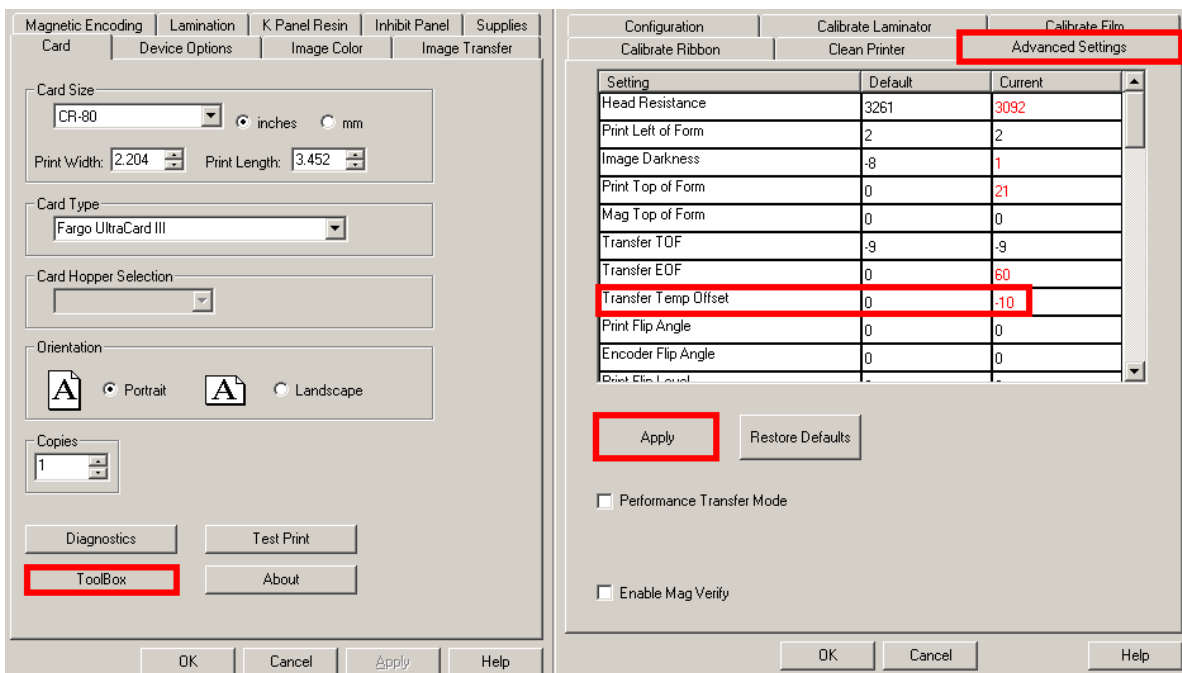 Magnetic Encoding Lamination K Panel Resin Inhibit Panel Supplies
Card Device Options Image Color Image Transfer
Card Size
CR-80
inches mm
Print Width: 2.204 Print Length: 3.452
Card Type
Fargo UltraCard III
Card Hopper Selection
Orientation
A Portrait A Landscape
Copies
1
Diagnostics Test Print
ToolBox About
OK Cancel Apply Help
Configuration Calibrate Laminator Calibrate Film
Calibrate Ribbon Clean Printer Advanced Settings
Setting Default Current
Head Resistance 3261 3092
Print Left of Form 2 2
Image Darkness -8 1
Print Top of Form 0 21
Mag Top of Form 0 0
Transfer TOF -9 -9
Transfer EOF 0 60
Transfer Temp Offset 0 -10
Print Flip Angle 0 0
Encoder Flip Angle 0 0
Print Flip Level
Apply Restore Defaults
Performance Transfer Mode
Enable Mag Verify
OK Cancel Help